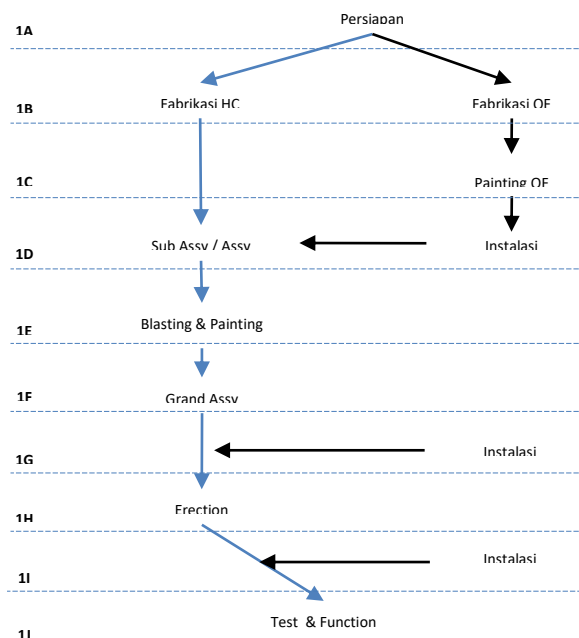 Persiapan
1A
Fabrikasi HC Fabrikasi OF
1B
Painting OF
1C
1D Sub Assy / Assy Instalasi
Blasting & Painting
1E
Grand Assy
1F
Instalasi
1G
Erection
1H
Instalasi
1I
Test & Function
1J